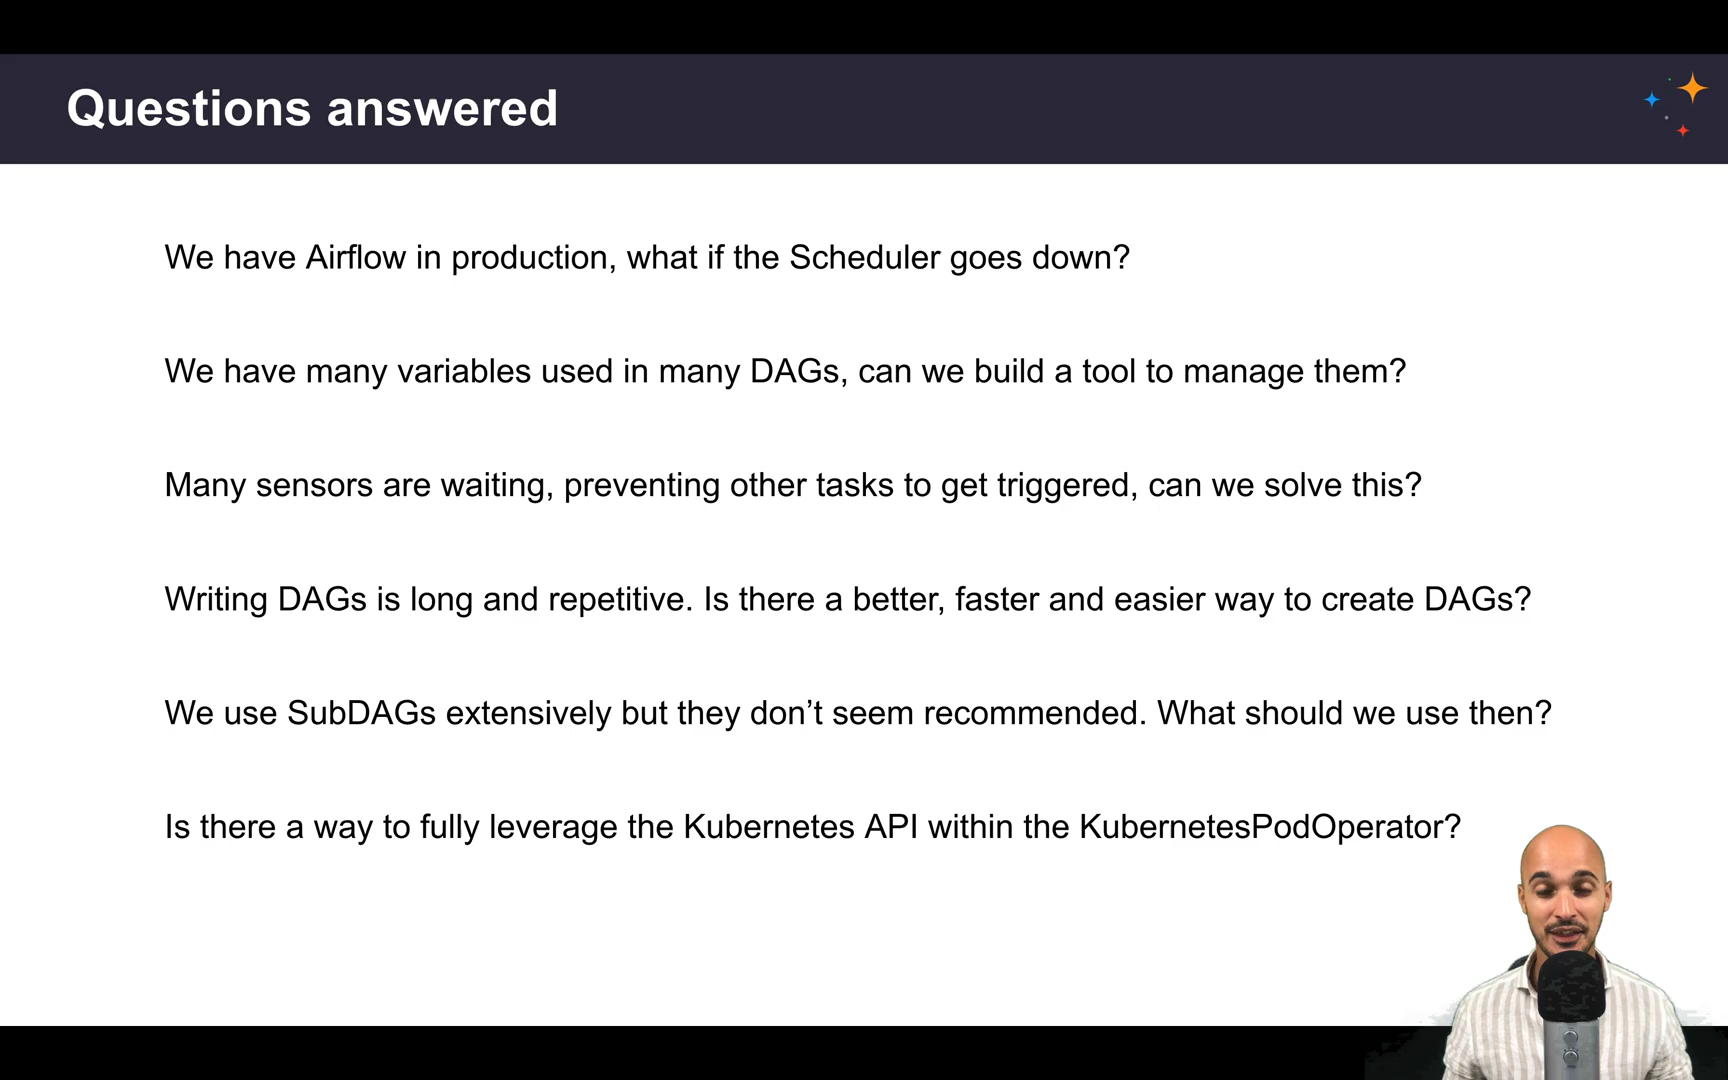 Questions answered
We have Airflow in production, what if the Scheduler goes down?
We have many variables used in many DAGs, can we build a tool to manage them?
Many sensors are waiting, preventing other tasks to get triggered, can we solve this?
Writing DAGs is long and repetitive. Is there a better, faster and easier way to create DAGs?
We use SubDAGs extensively but they don’t seem recommended. What should we use then?
Is there a way to fully leverage the Kubernetes API within the KubernetesPodOperator?